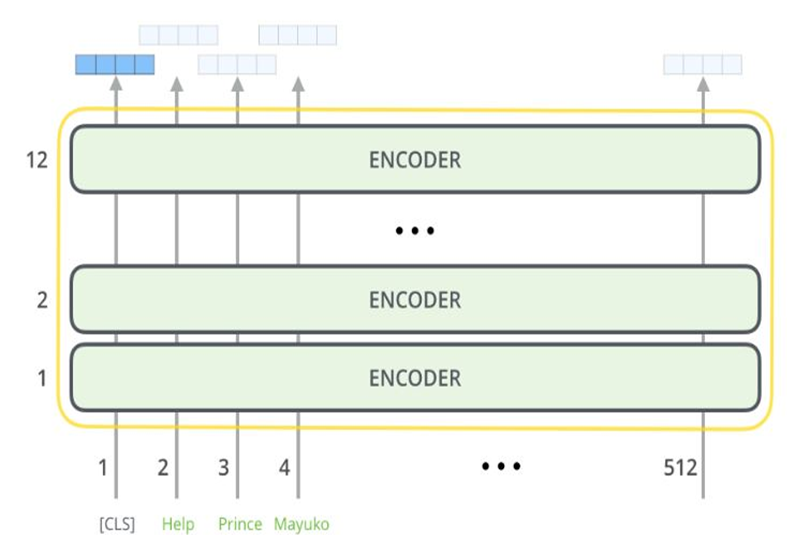 12 ENCODER
...
2 ENCODER
1 ENCODER
1 2 3 4 ... 512
[CLS] Help Prince Mayuko